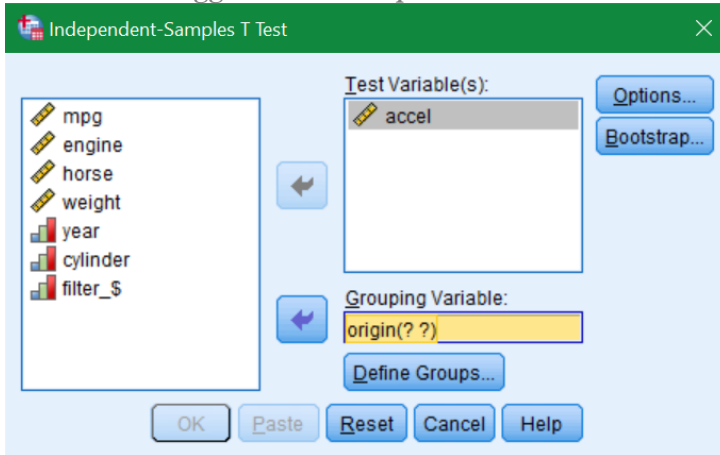 Independent-Samples T Test
Test Variable(s):
mpg
engine
horse
weight
year
cylinder
filter_$
accel
Options...
Bootstrap...
Grouping Variable:
origin(? ?)
Define Groups...
OK Paste Reset Cancel Help